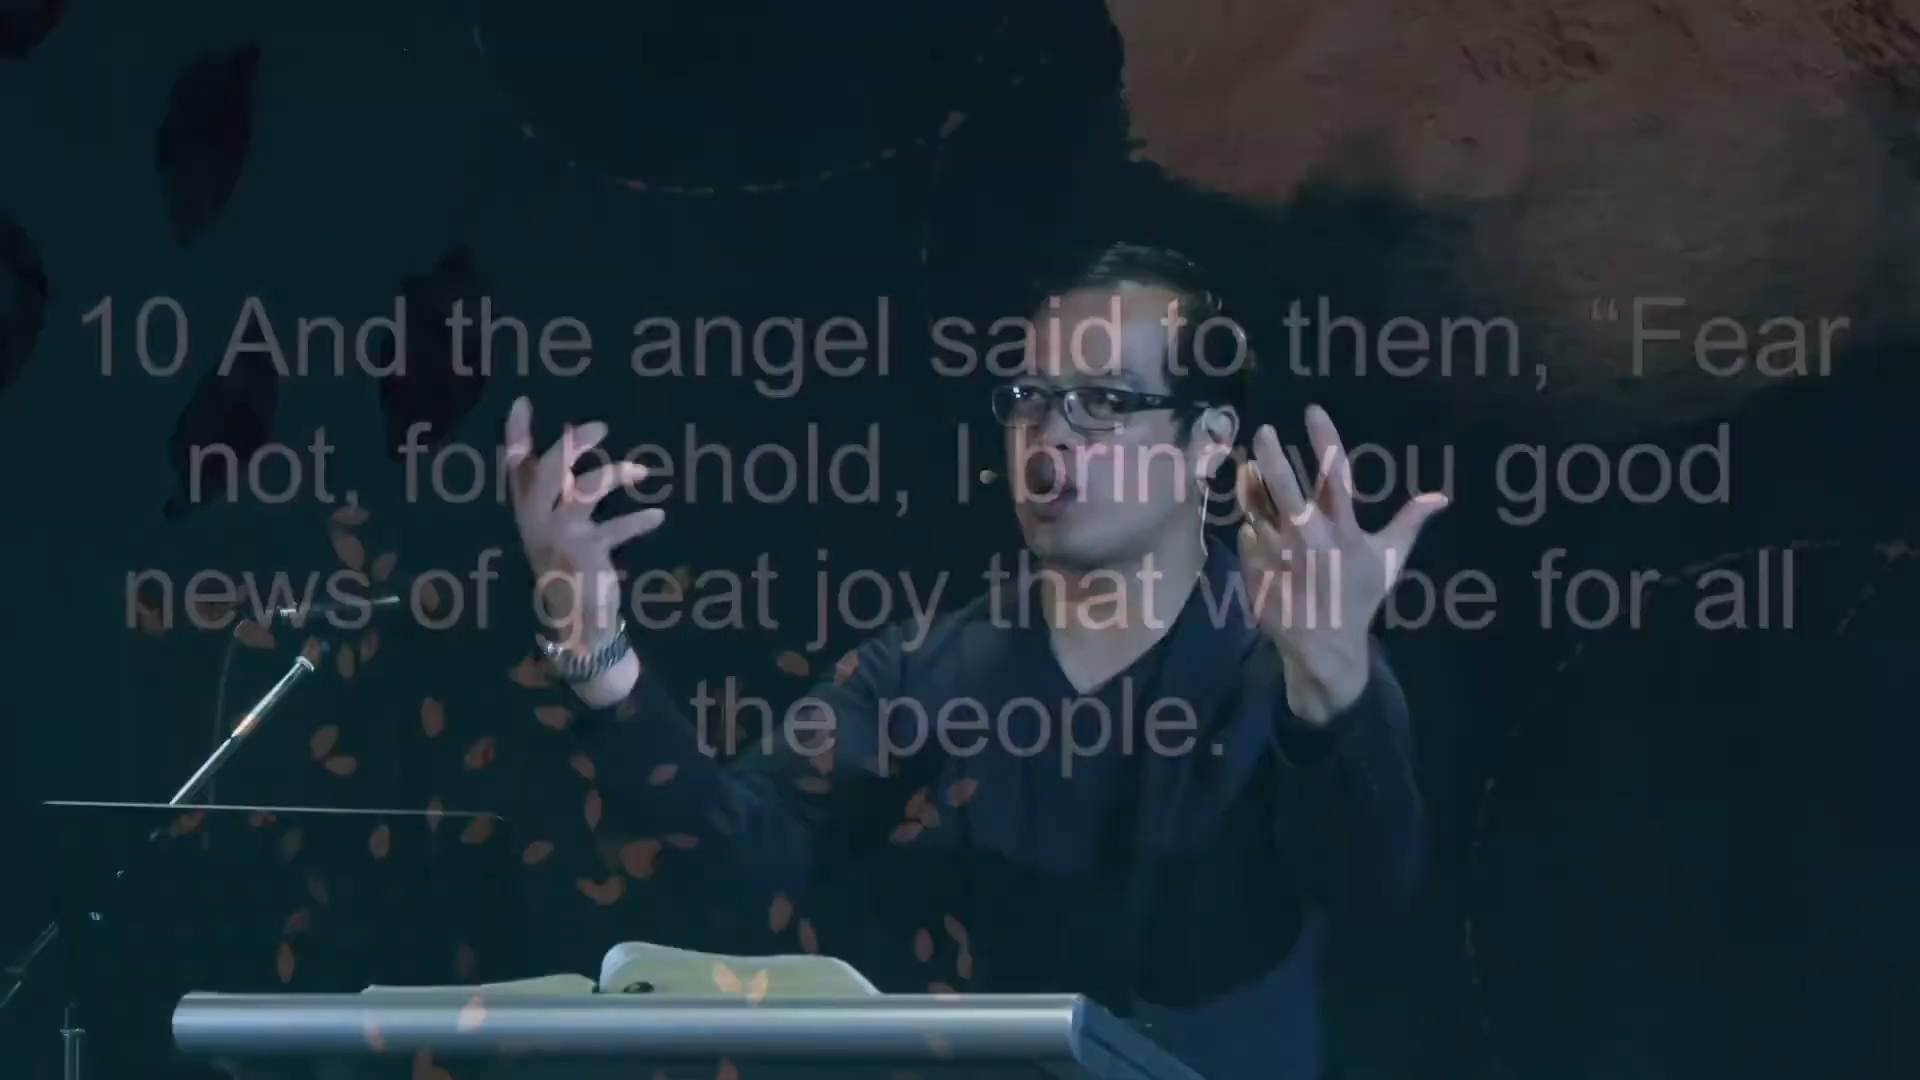 10 And the angel said to them, “Fear
not, for behold, I bring you good
news of great joy that will be for all
the people.